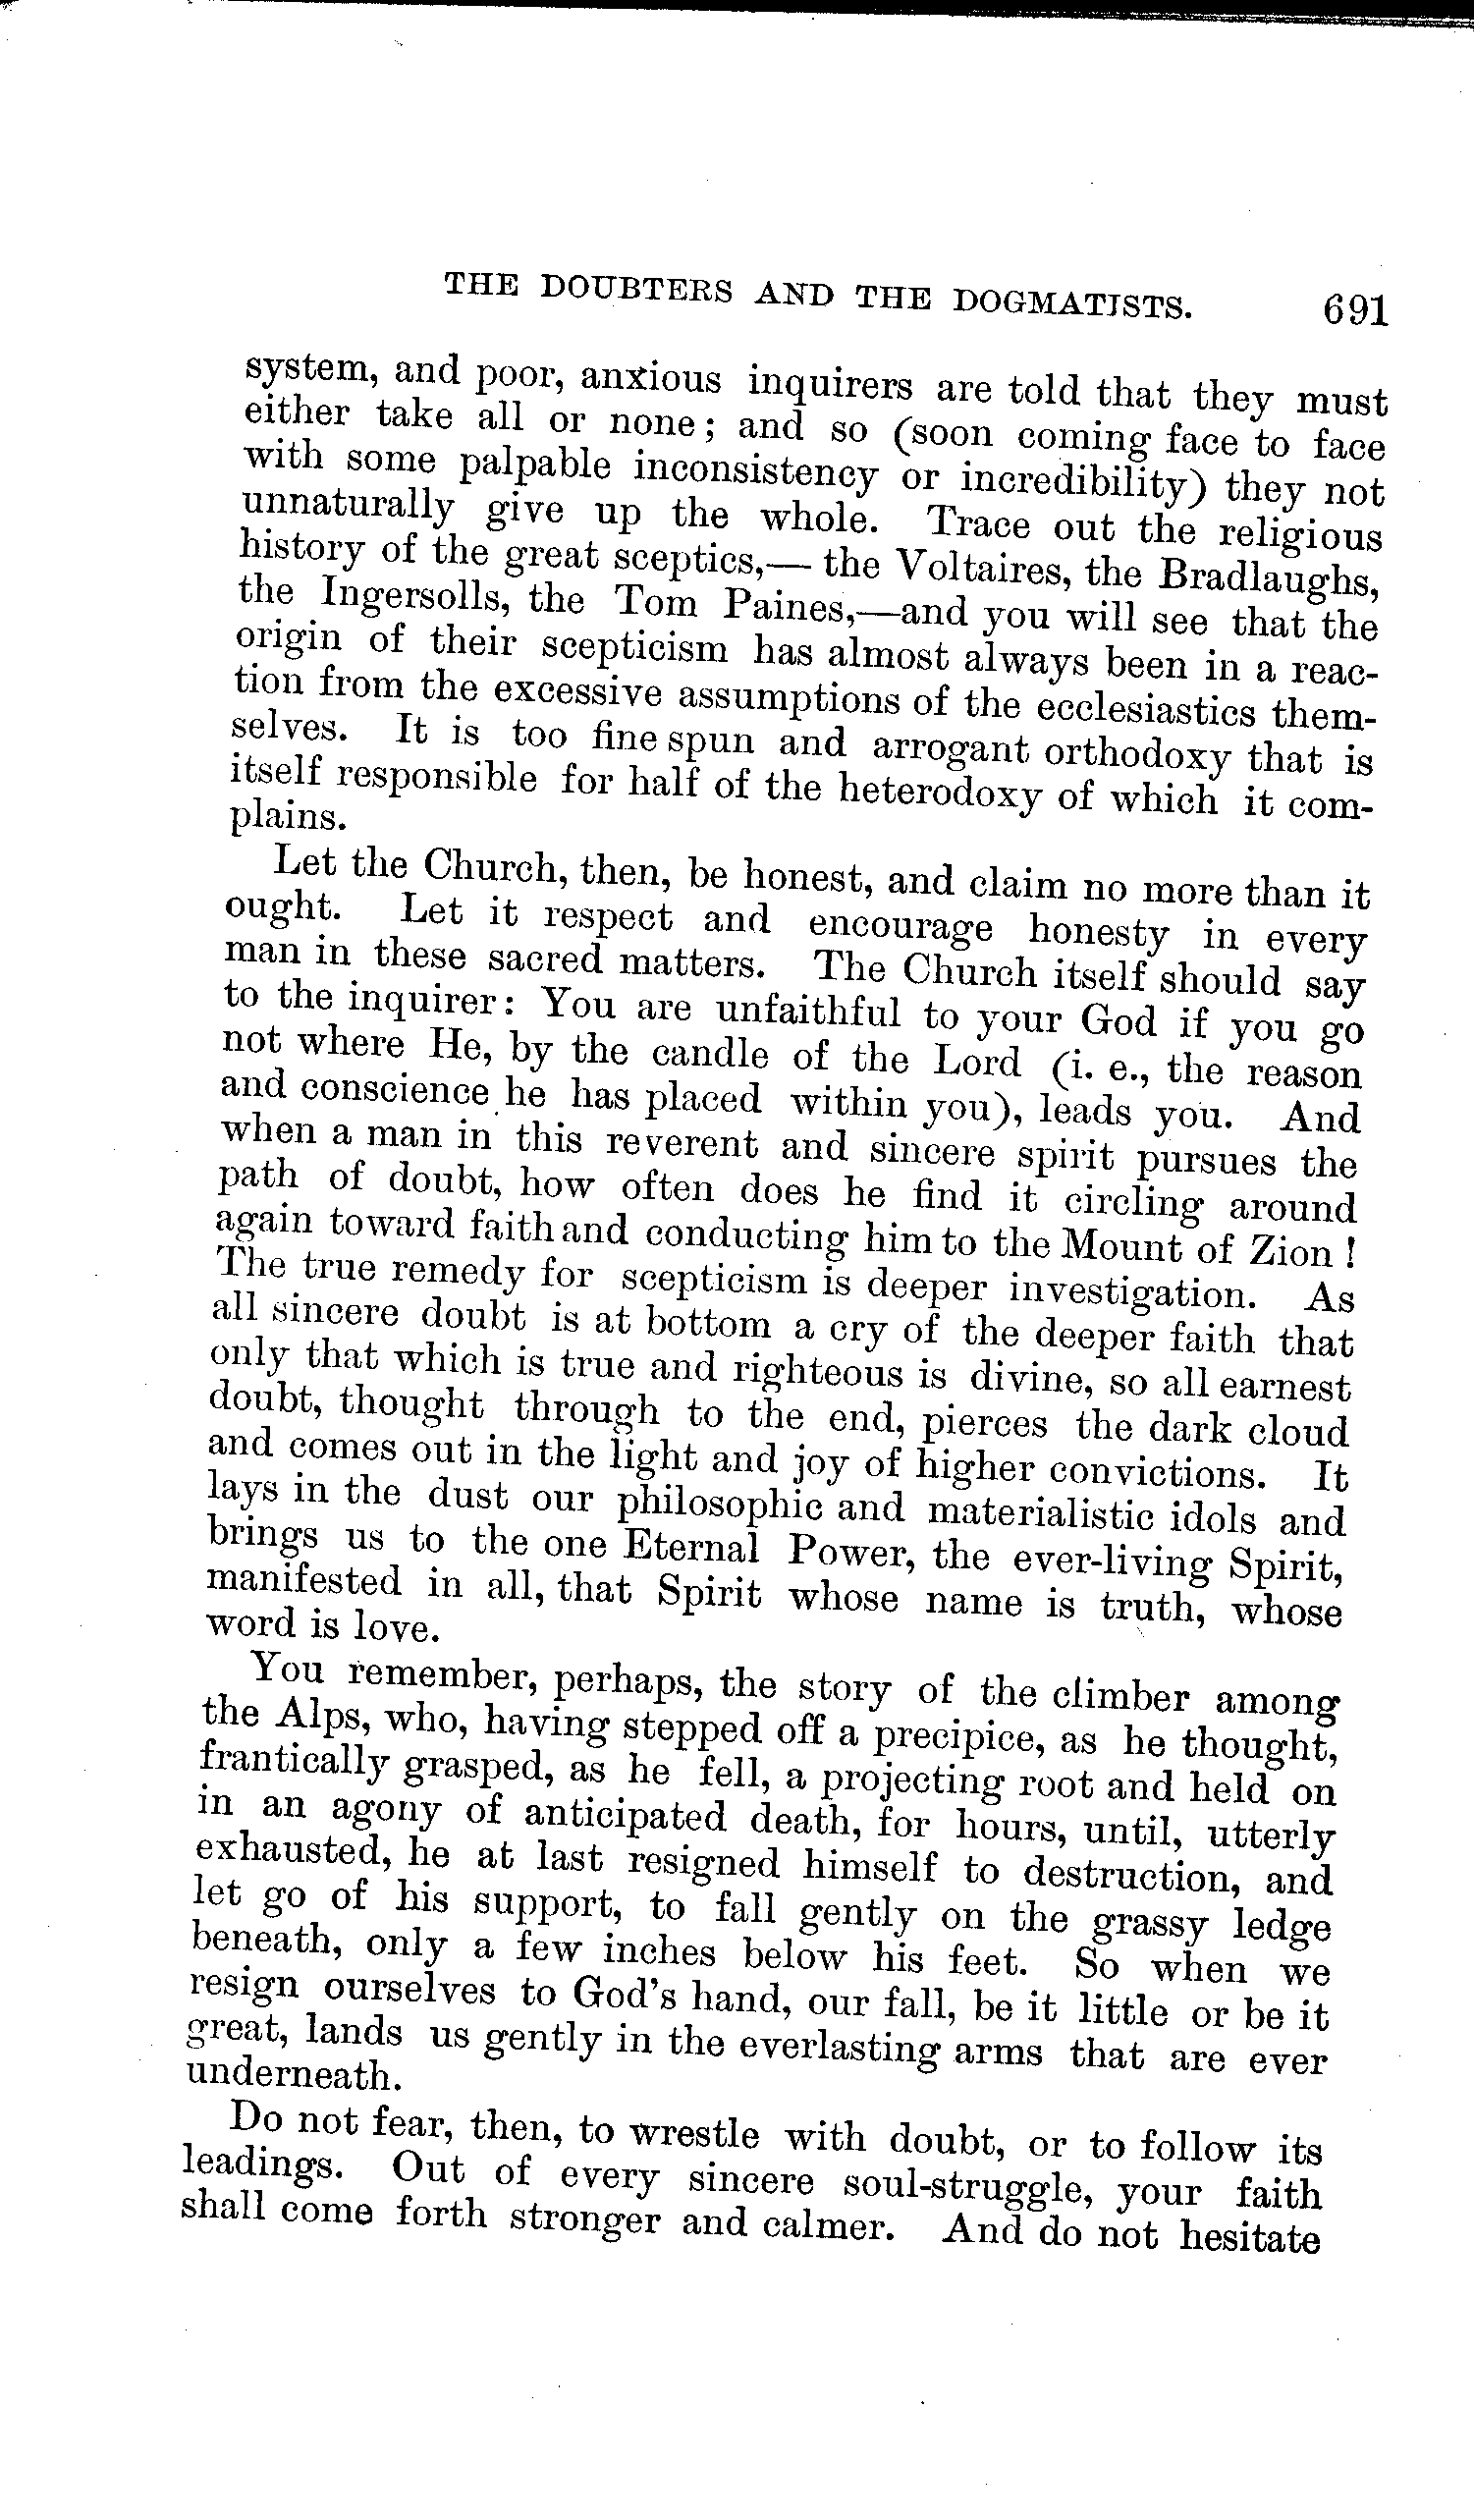 THE DOUBTERS AND THE DOGMATISTS. 691
system, and poor, anxious inquirers are told that they must
either take all or none; and so (soon coming face to face
with some palpable inconsistency or incredibility) they not
unnaturally give up the whole. Trace out the religious
history of the great sceptics,— the Voltaires, the Bradlaughs,
the Ingersolls, the Tom Paines,—and you will see that the
origin of their scepticism has almost always been in a reac-
tion from the excessive assumptions of the ecclesiastics them-
selves. It is too fine spun and arrogant orthodoxy that is
itself responsible for half of the heterodoxy of which it com-
plains.
Let the Church, then, be honest, and claim no more than it
ought. Let it respect and encourage honesty in every
man in these sacred matters. The Church itself should say
to the inquirer: You are unfaithful to your God if you go
not where He, by the candle of the Lord (i. e., the reason
and conscience he has placed within you), leads you. And
when a man in this reverent and sincere spirit pursues the
path of doubt, how often does he find it circling around
again toward faith and conducting him to the Mount of Zion!
The true remedy for scepticism is deeper investigation. As
all sincere doubt is at bottom a cry of the deeper faith that
only that which is true and righteous is divine, so all earnest
doubt, thought through to the end, pierces the dark cloud
and comes out in the light and joy of higher convictions. It
lays in the dust our philosophic and materialistic idols and
brings us to the one Eternal Power, the ever-living Spirit,
manifested in all, that Spirit whose name is truth, whose
word is love.
You remember, perhaps, the story of the climber among
the Alps, who, having stepped off a precipice, as he thought,
frantically grasped, as he fell, a projecting root and held on
in an agony of anticipated death, for hours, until, utterly
exhausted, he at last resigned himself to destruction, and
let go of his support, to fall gently on the grassy ledge
beneath, only a few inches below his feet. So when we
resign ourselves to God's hand, our fall, be it little or be it
great, lands us gently in the everlasting arms that are ever
underneath.
Do not fear, then, to wrestle with doubt, or to follow its
leadings. Out of every sincere soul-struggle, your faith
shall come forth stronger and calmer. And do not hesitate